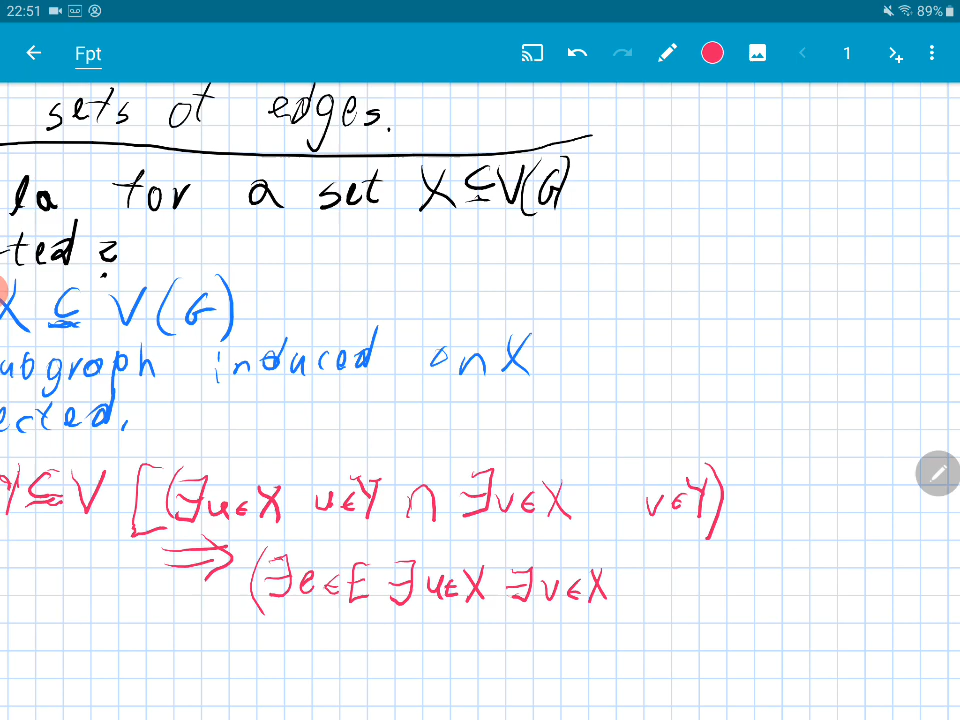 22:51 89%
Fpt 1
sets of edges.
la for a set X⊆V(G)
ted ?
X ⊆ V(G)
ubgraph induced on X
ected,
Y⊆V [(∃u∈X u∈Y ∩ ∃v∈X v∈Y)
⇒ (∃e∈E ∃u∈X ∃v∈X